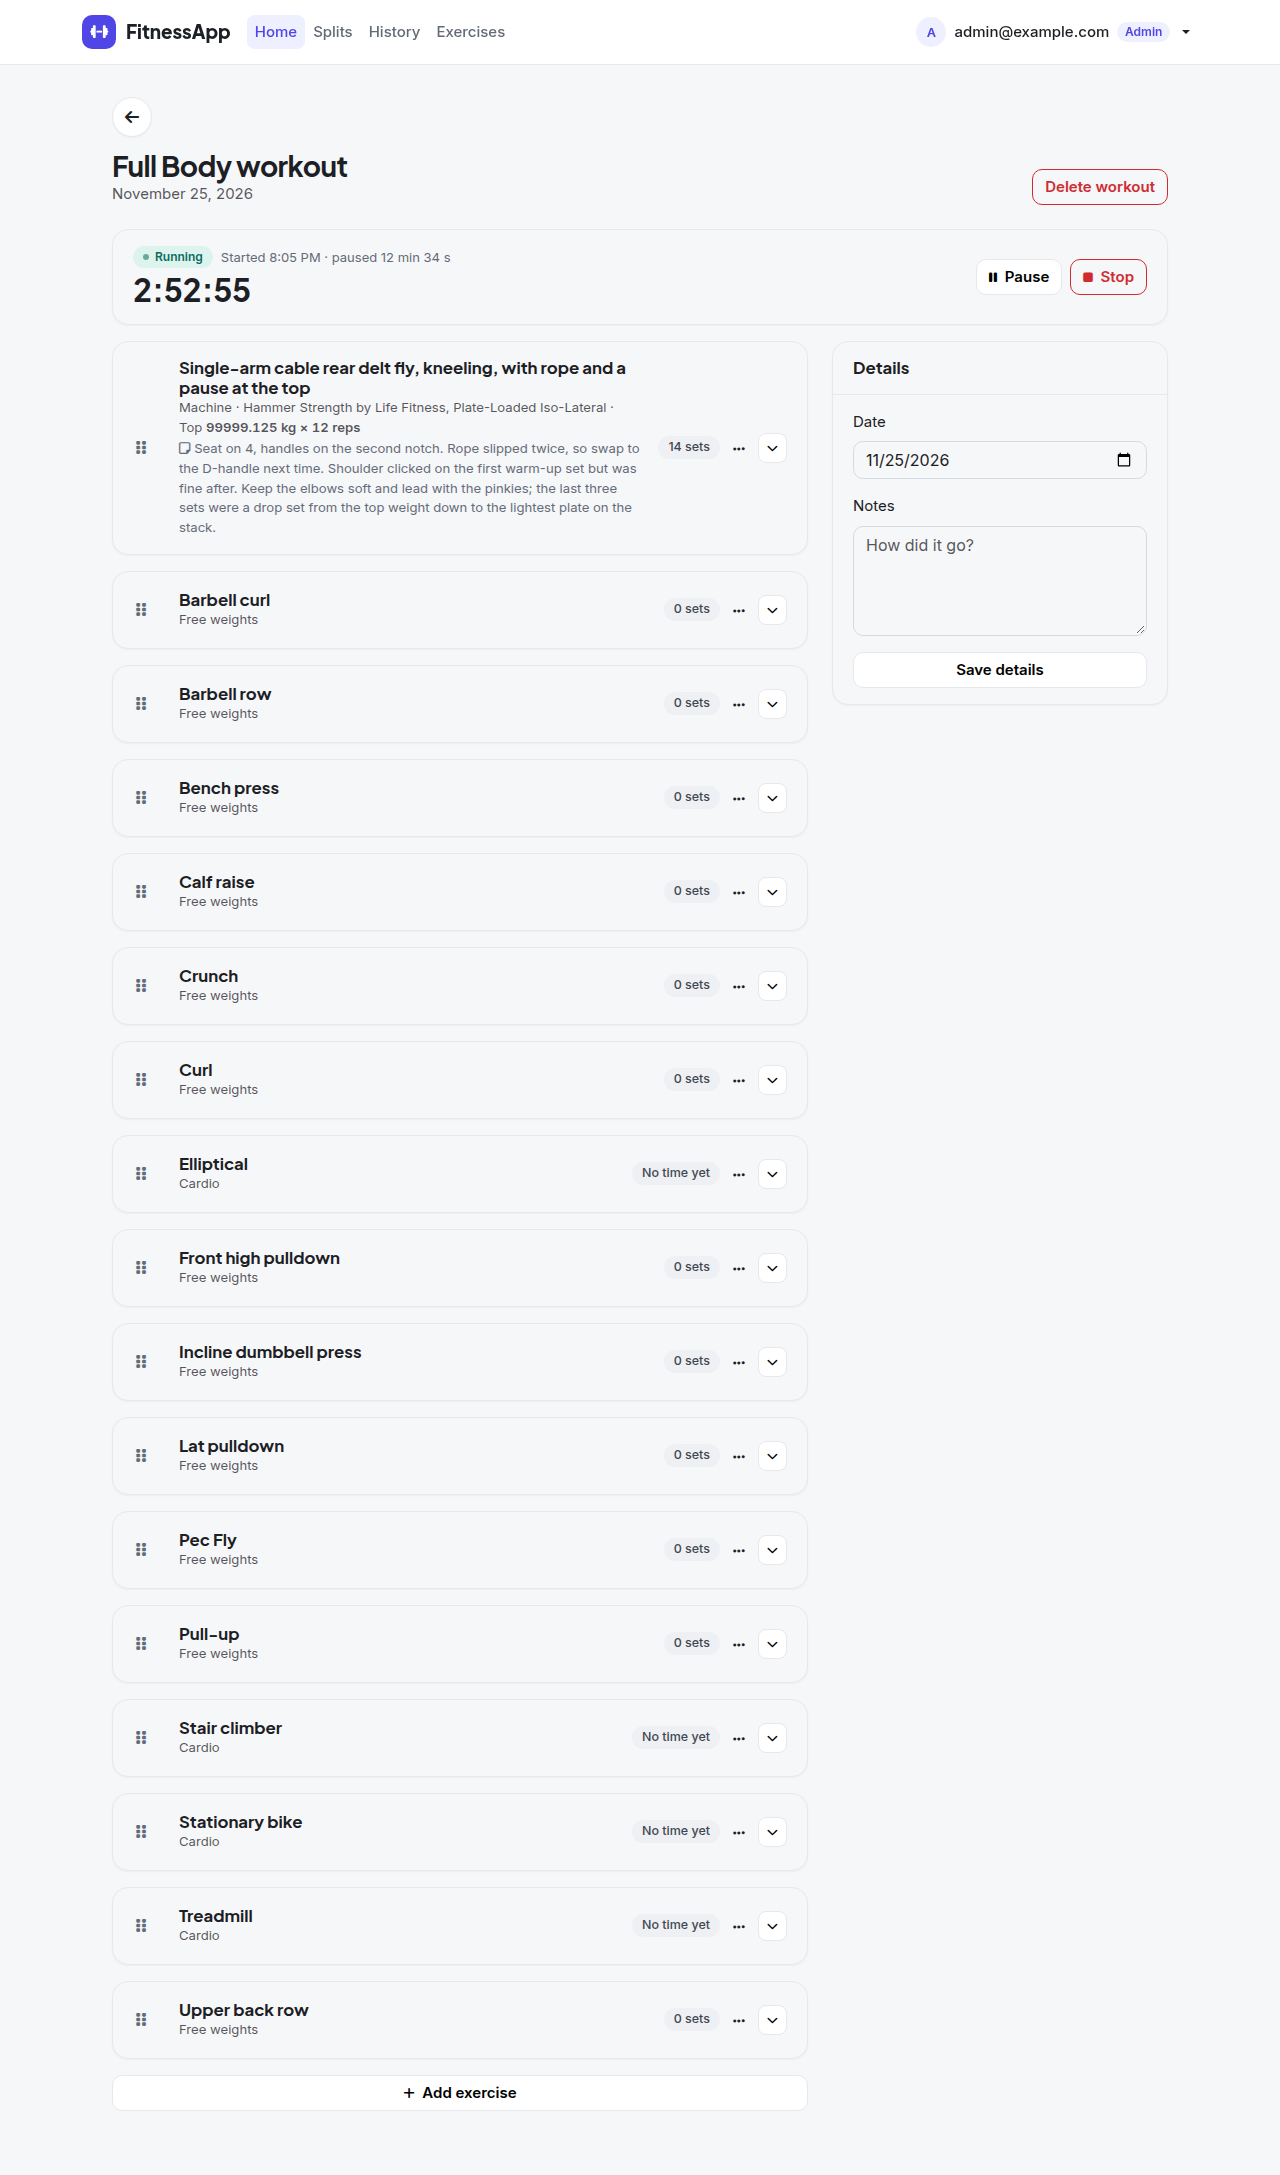 FitnessApp
Home
Splits
History
Exercises
A
admin@example.com
Admin
Full Body workout
November 25, 2026
Delete workout
Running
Started 8:05 PM · paused 12 min 34 s
2:52:55
Pause
Stop
Single-arm cable rear delt fly, kneeling, with rope and a
pause at the top
Machine · Hammer Strength by Life Fitness, Plate-Loaded Iso-Lateral ·
Top 99999.125 kg × 12 reps
Seat on 4, handles on the second notch. Rope slipped twice, so swap to
the D-handle next time. Shoulder clicked on the first warm-up set but was
fine after. Keep the elbows soft and lead with the pinkies; the last three
sets were a drop set from the top weight down to the lightest plate on the
stack.
14 sets
Details
Date
11/25/2026
Notes
How did it go?
Save details
Barbell curl
Free weights
0 sets
Barbell row
Free weights
0 sets
Bench press
Free weights
0 sets
Calf raise
Free weights
0 sets
Crunch
Free weights
0 sets
Curl
Free weights
0 sets
Elliptical
Cardio
No time yet
Front high pulldown
Free weights
0 sets
Incline dumbbell press
Free weights
0 sets
Lat pulldown
Free weights
0 sets
Pec Fly
Free weights
0 sets
Pull-up
Free weights
0 sets
Stair climber
Cardio
No time yet
Stationary bike
Cardio
No time yet
Treadmill
Cardio
No time yet
Upper back row
Free weights
0 sets
+ Add exercise